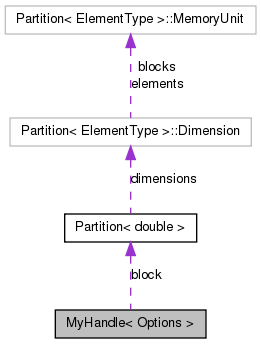 Partition< ElementType >::MemoryUnit
blocks
elements
Partition< ElementType >::Dimension
dimensions
Partition< double >
block
MyHandle< Options >